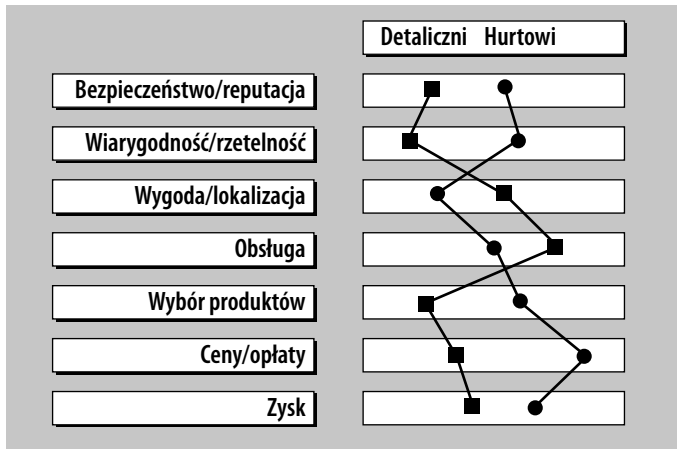 Detaliczni Hurtowi
Bezpieczeństwo/reputacja
Wiarygodność/rzetelność
Wygoda/lokalizacja
Obsługa
Wybór produktów
Ceny/opłaty
Zysk